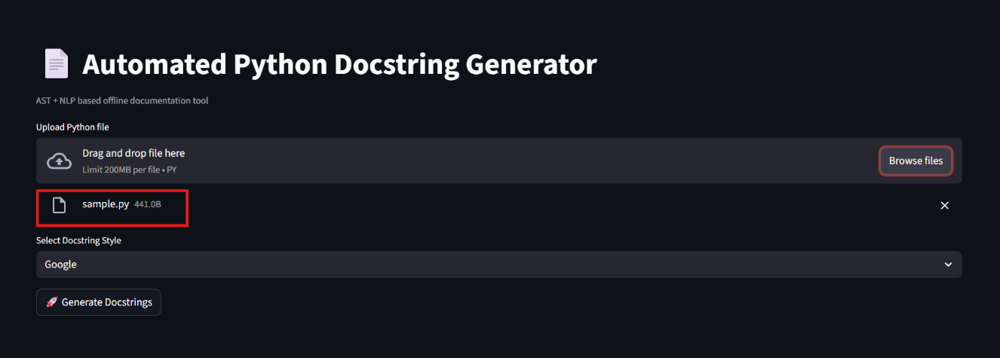 Automated Python Docstring Generator
AST + NLP based offline documentation tool
Upload Python file
Drag and drop file here
Limit 200MB per file • PY
Browse files
sample.py 441.0B
Select Docstring Style
Google
🚀 Generate Docstrings